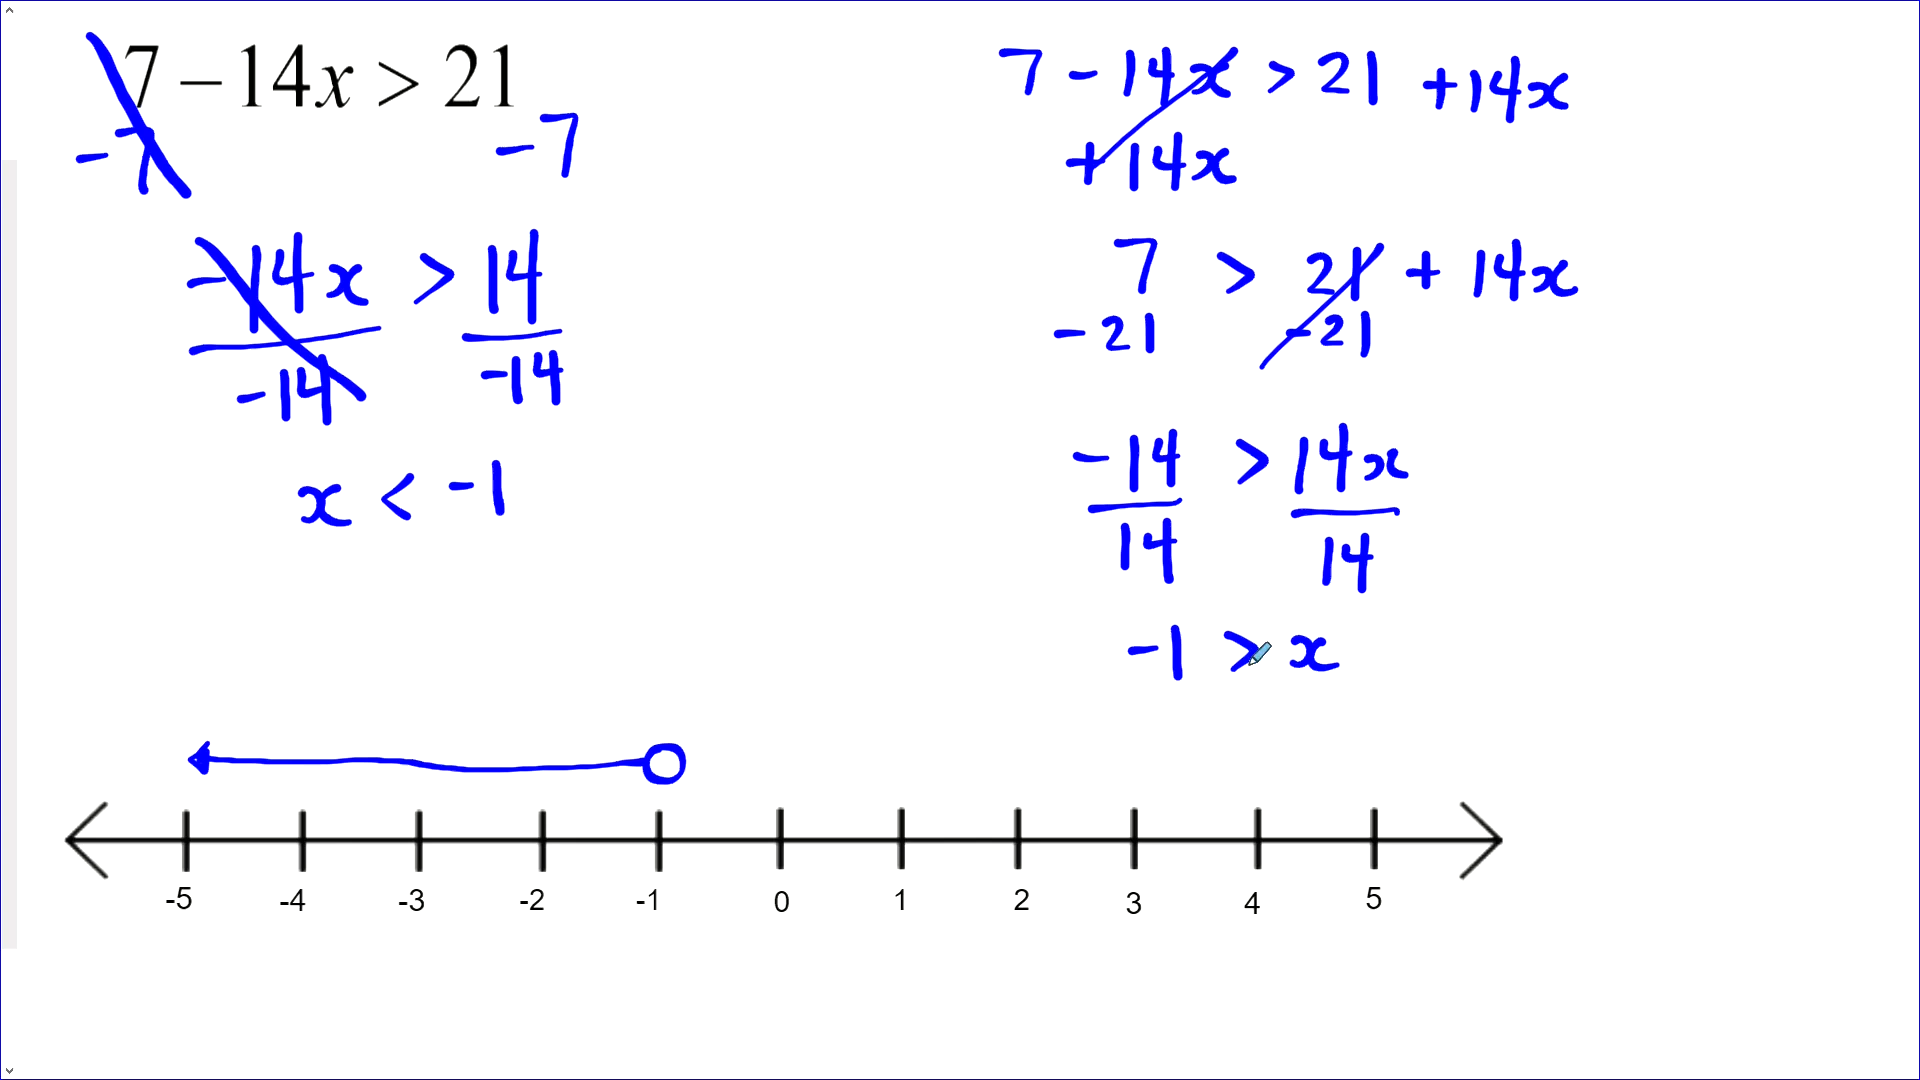 7 – 14x > 21
-7 -7
-14x > 14
-14 -14
x < -1
7 - 14x > 21 + 14x
+ 14x
7 > 21 + 14x
-21 -21
-14 > 14x
14 14
-1 > x
-5 -4 -3 -2 -1 0 1 2 3 4 5